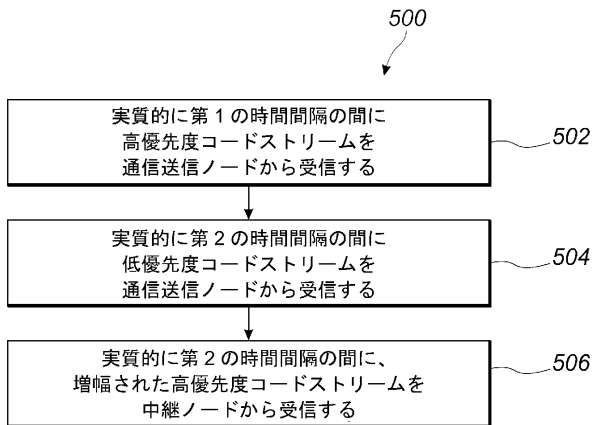 500
実質的に第１の時間間隔の間に
高優先度コードストリームを
通信送信ノードから受信する
502
実質的に第２の時間間隔の間に
低優先度コードストリームを
通信送信ノードから受信する
504
実質的に第２の時間間隔の間に、
増幅された高優先度コードストリームを
中継ノードから受信する
506